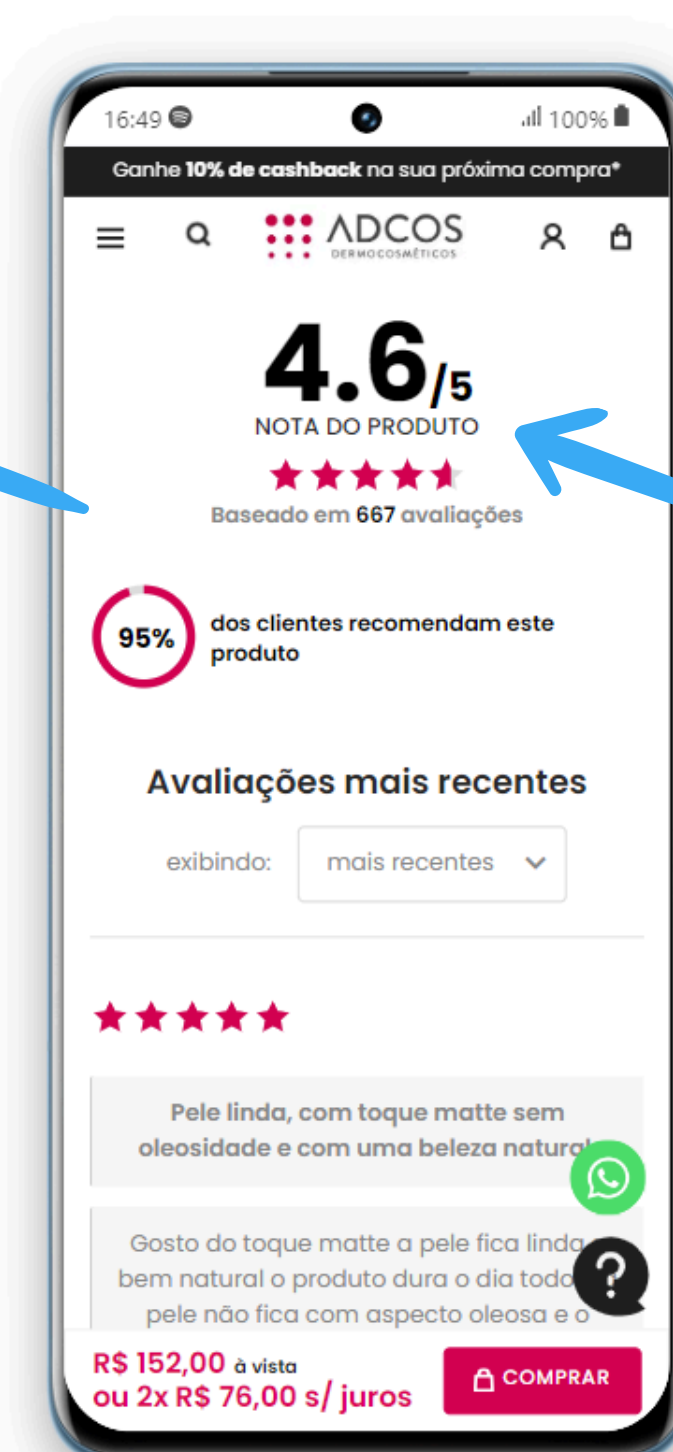 16:49
100%
Ganhe 10% de cashback na sua próxima compra*
ADCOS
DERMOCOSMÉTICOS
4.6/5
NOTA DO PRODUTO
Baseado em 667 avaliações
95%
dos clientes recomendam este
produto
Avaliações mais recentes
exibindo:
mais recentes
Pele linda, com toque matte sem
oleosidade e com uma beleza natural
Gosto do toque matte a pele fica linda
bem natural o produto dura o dia todo
pele não fica com aspecto oleosa e o
R$ 152,00 à vista
ou 2x R$ 76,00 s/ juros
COMPRAR